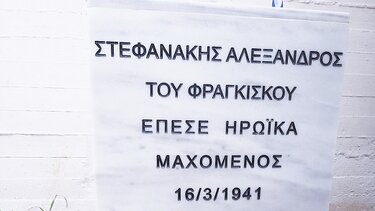 ΣΤΕΦΑΝΑΚΗΣ ΑΛΕΞΑΝΔΡΟΣ
ΤΟΥ ΦΡΑΓΚΙΣΚΟΥ
ΕΠΕΣΕ ΗΡΩΪΚΑ
ΜΑΧΟΜΕΝΟΣ
16/3/1941